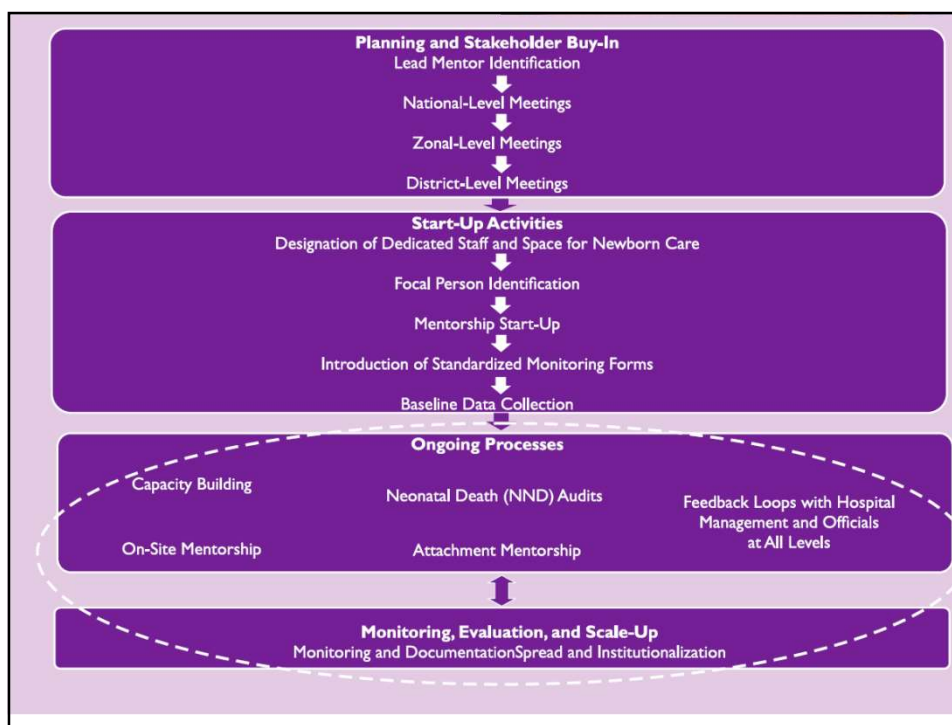 Planning and Stakeholder Buy-In
Lead Mentor Identification
National-Level Meetings
Zonal-Level Meetings
District-Level Meetings
Start-Up Activities
Designation of Dedicated Staff and Space for Newborn Care
Focal Person Identification
Mentorship Start-Up
Introduction of Standardized Monitoring Forms
Baseline Data Collection
Ongoing Processes
Capacity Building
Neonatal Death (NND) Audits
Feedback Loops with Hospital
Management and Officials
at All Levels
On-Site Mentorship
Attachment Mentorship
Monitoring, Evaluation, and Scale-Up
Monitoring and DocumentationSpread and Institutionalization